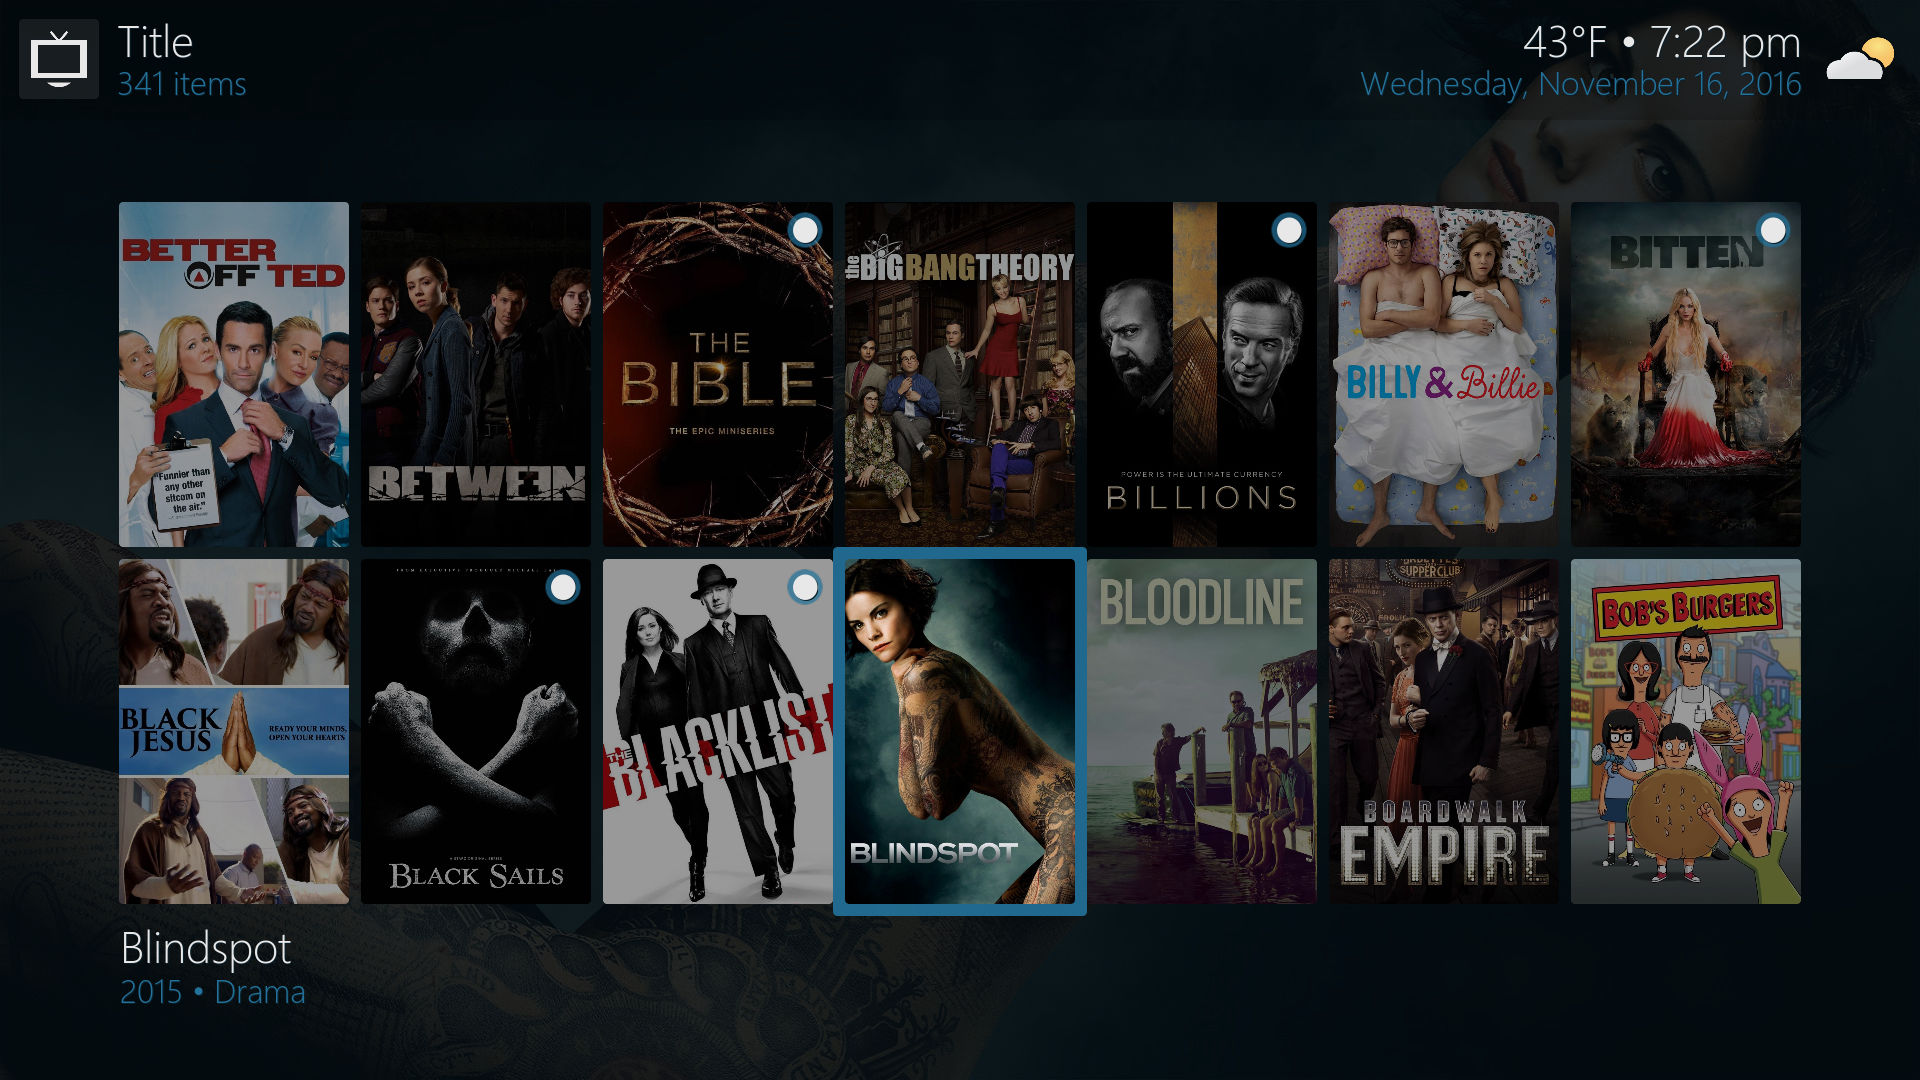 Title
341 items
43°F • 7:22 pm
Wednesday, November 16, 2016
BETTER
OFF TED
"Funnier than
any other
sitcom on
the air."
BETWEEN
THE
BIBLE
THE EPIC MINISERIES
the BIG BANG THEORY
POWER IS THE ULTIMATE CURRENCY
BILLIONS
BILLY & Billie
BITTEN
BLACK
JESUS
READY YOUR MINDS,
OPEN YOUR HEARTS
BLACK SAILS
THE
BLACKLIST
BLINDSPOT
BLOODLINE
SUPPER CLUB
BOARDWALK
EMPIRE
BOB'S BURGERS
Blindspot
2015 • Drama